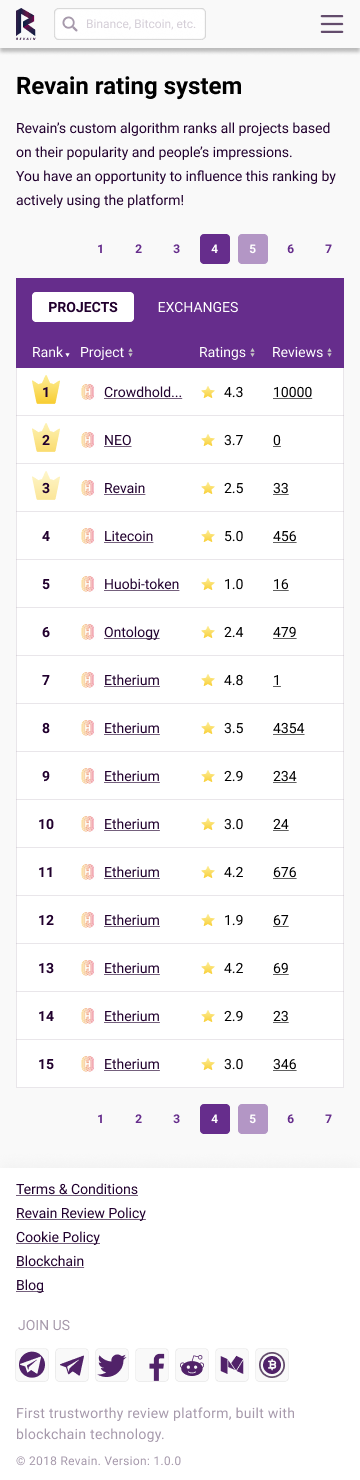 REVAIN
Binance, Bitcoin, etc.
Revain rating system
Revain's custom algorithm ranks all projects based
on their popularity and people's impressions.
You have an opportunity to influence this ranking by
actively using the platform!
1 2 3 4 5 6 7
PROJECTS EXCHANGES
Rank Project Ratings Reviews
1 Crowdhold... 4.3 10000
2 NEO 3.7 0
3 Revain 2.5 33
4 Litecoin 5.0 456
5 Huobi-token 1.0 16
6 Ontology 2.4 479
7 Etherium 4.8 1
8 Etherium 3.5 4354
9 Etherium 2.9 234
10 Etherium 3.0 24
11 Etherium 4.2 676
12 Etherium 1.9 67
13 Etherium 4.2 69
14 Etherium 2.9 23
15 Etherium 3.0 346
1 2 3 4 5 6 7
Terms & Conditions
Revain Review Policy
Cookie Policy
Blockchain
Blog
JOIN US
First trustworthy review platform, built with
blockchain technology.
© 2018 Revain. Version: 1.0.0